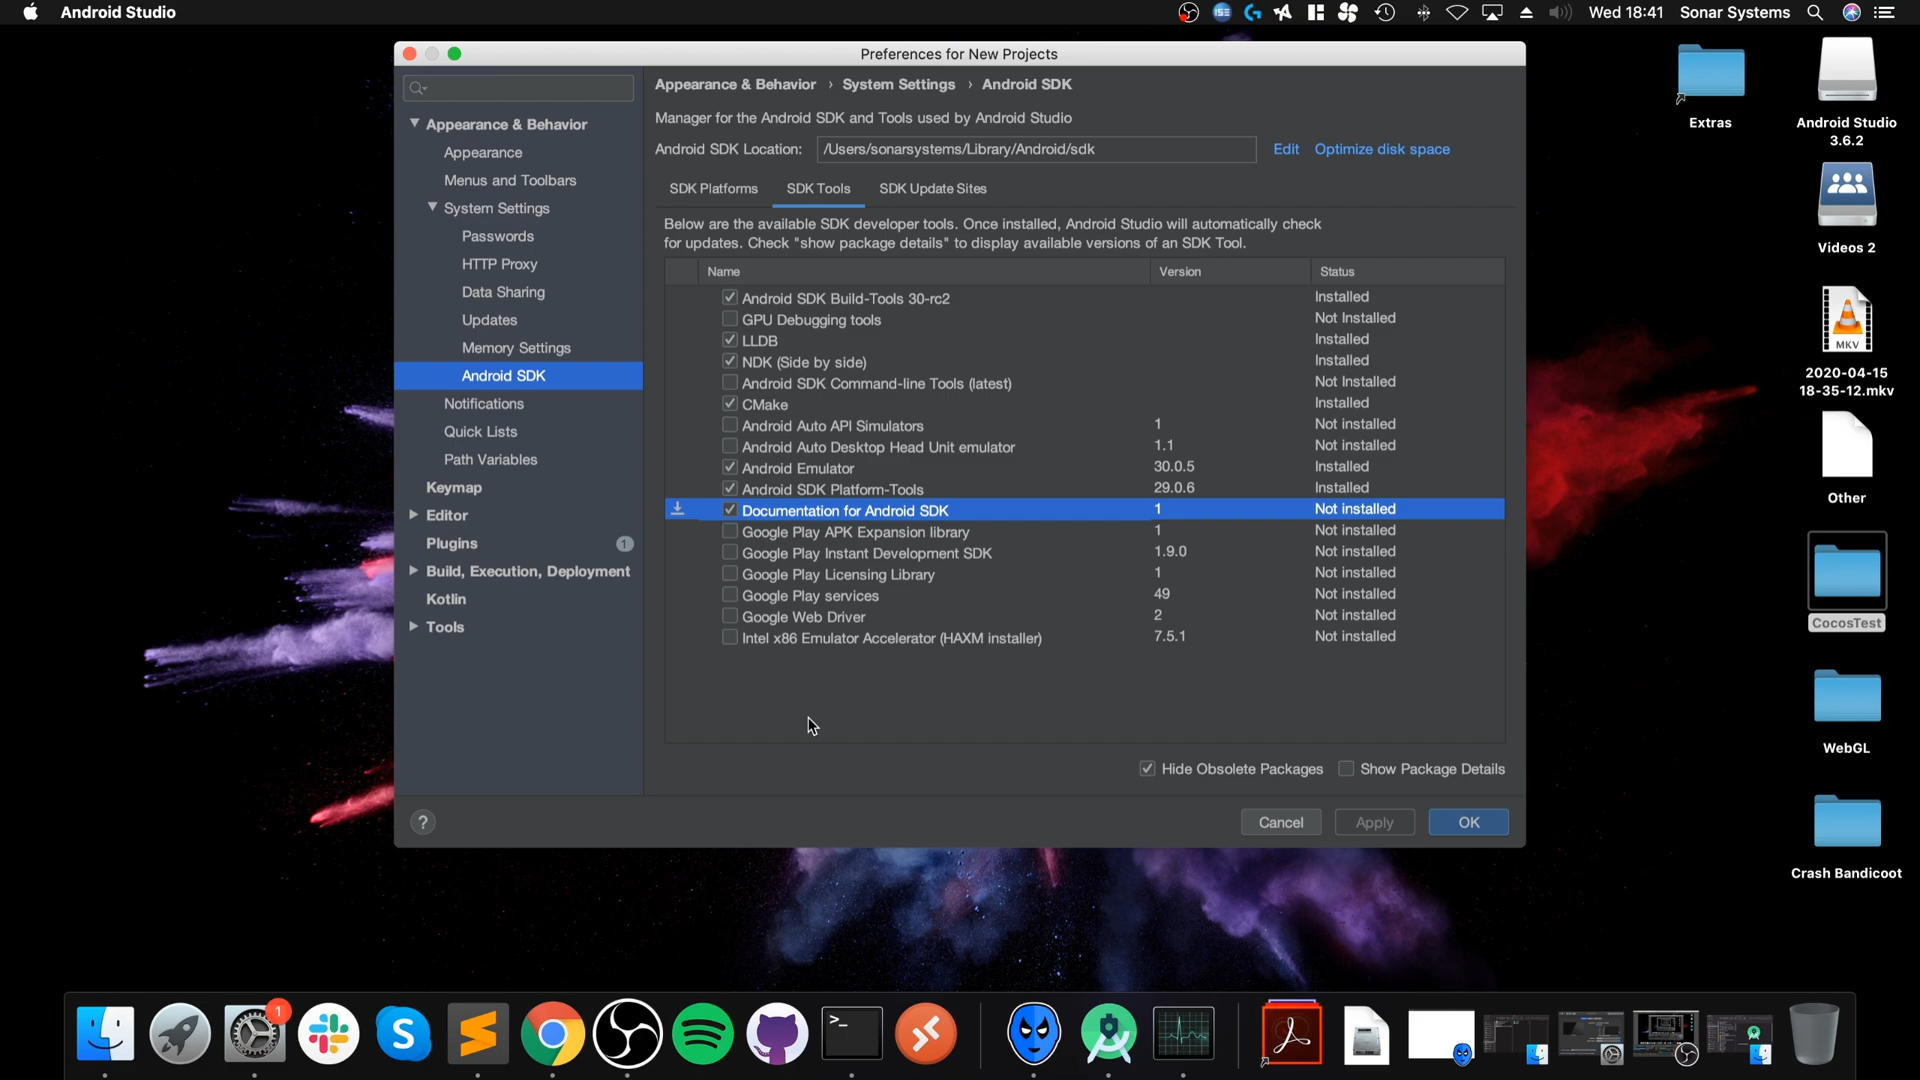 Android Studio
Wed 18:41
Sonar Systems
Preferences for New Projects
Appearance & Behavior › System Settings › Android SDK
Manager for the Android SDK and Tools used by Android Studio
Android SDK Location: /Users/sonarsystems/Library/Android/sdk Edit Optimize disk space
SDK Platforms SDK Tools SDK Update Sites
Below are the available SDK developer tools. Once installed, Android Studio will automatically check
for updates. Check "show package details" to display available versions of an SDK Tool.
Name Version Status
Android SDK Build-Tools 30-rc2 Installed
GPU Debugging tools Not Installed
LLDB Installed
NDK (Side by side) Installed
Android SDK Command-line Tools (latest) Not Installed
CMake Installed
Android Auto API Simulators 1 Not installed
Android Auto Desktop Head Unit emulator 1.1 Not installed
Android Emulator 30.0.5 Installed
Android SDK Platform-Tools 29.0.6 Installed
Documentation for Android SDK 1 Not installed
Google Play APK Expansion library 1 Not installed
Google Play Instant Development SDK 1.9.0 Not installed
Google Play Licensing Library 1 Not installed
Google Play services 49 Not installed
Google Web Driver 2 Not installed
Intel x86 Emulator Accelerator (HAXM installer) 7.5.1 Not installed
Hide Obsolete Packages Show Package Details
Cancel Apply OK
?
Appearance & Behavior
Appearance
Menus and Toolbars
System Settings
Passwords
HTTP Proxy
Data Sharing
Updates
Memory Settings
Android SDK
Notifications
Quick Lists
Path Variables
Keymap
Editor
Plugins 1
Build, Execution, Deployment
Kotlin
Tools
Extras
Android Studio
3.6.2
Videos 2
MKV
2020-04-15
18-35-12.mkv
Other
CocosTest
WebGL
Crash Bandicoot
1
S
>_